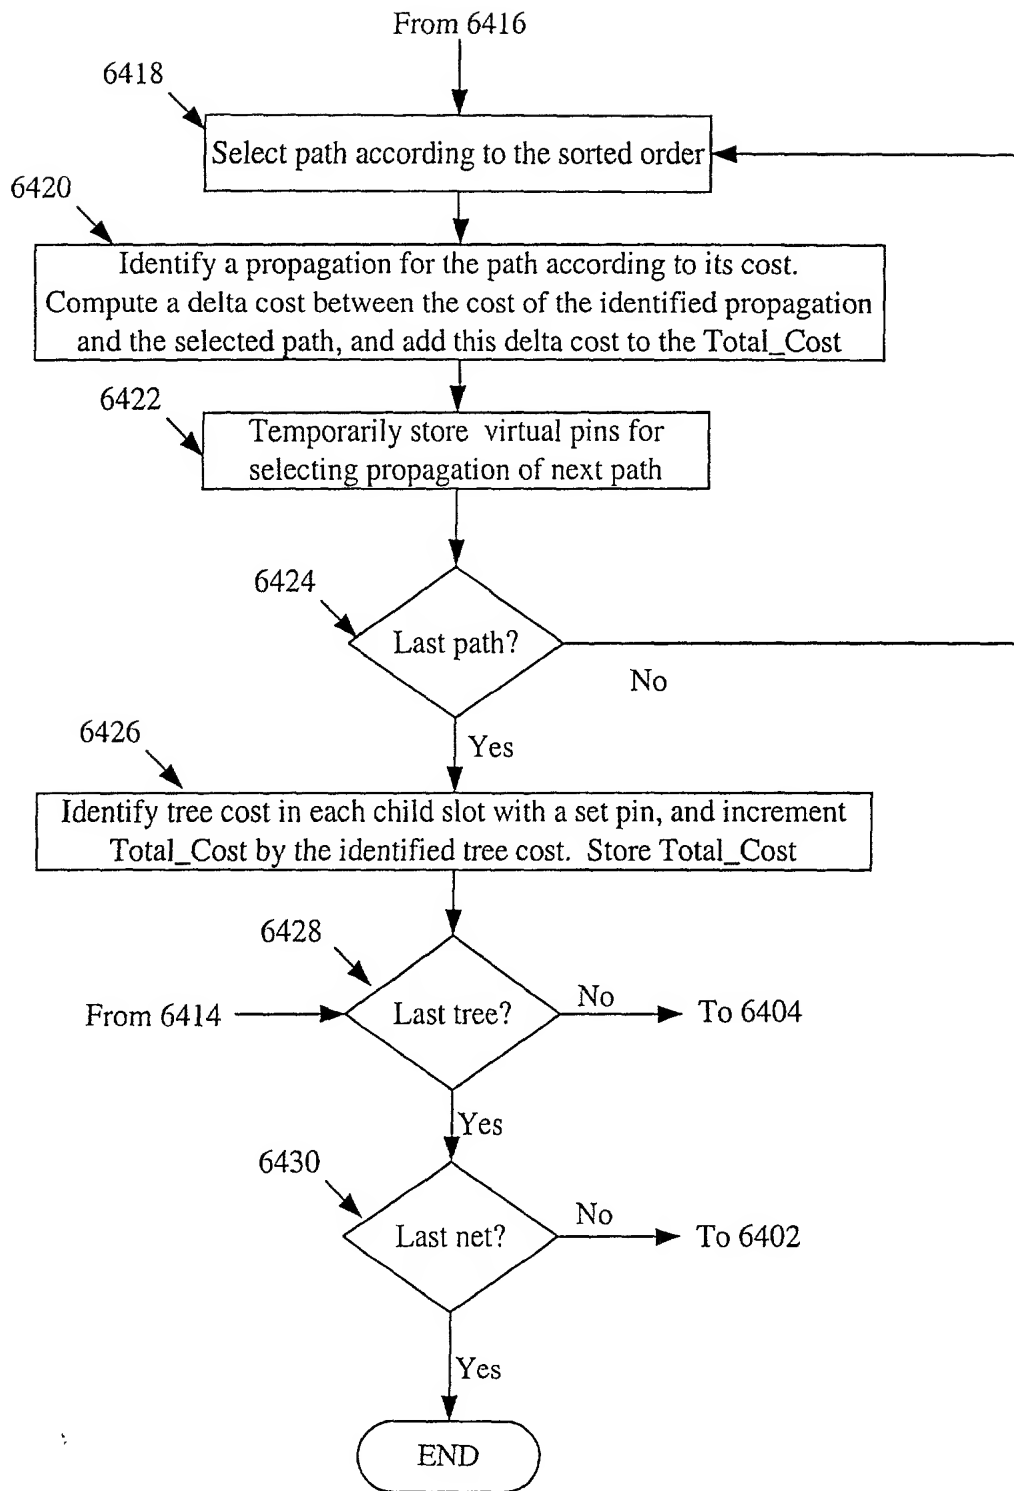 From 6416
6418
Select path according to the sorted order
6420
Identify a propagation for the path according to its cost.
Compute a delta cost between the cost of the identified propagation
and the selected path, and add this delta cost to the Total_Cost
6422
Temporarily store virtual pins for
selecting propagation of next path
6424
Last path?
No
Yes
6426
Identify tree cost in each child slot with a set pin, and increment
Total_Cost by the identified tree cost. Store Total_Cost
6428
From 6414
Last tree?
No
To 6404
Yes
6430
Last net?
No
To 6402
Yes
END